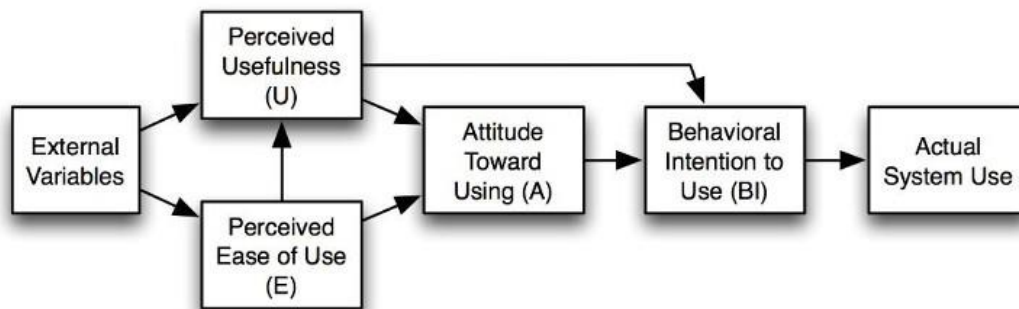 Perceived
Usefulness
(U)
External
Variables
Perceived
Ease of Use
(E)
Attitude
Toward
Using (A)
Behavioral
Intention to
Use (BI)
Actual
System Use